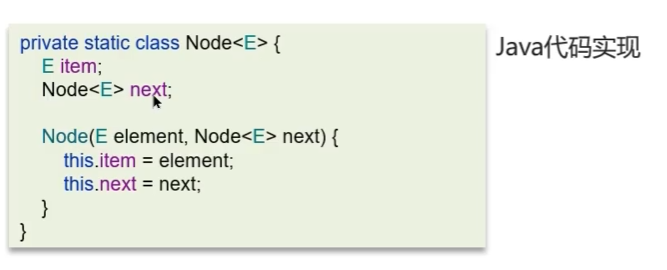 private static class Node<E> {
E item;
Node<E> next;
Node(E element, Node<E> next) {
this.item = element;
this.next = next;
}
}
Java代码实现